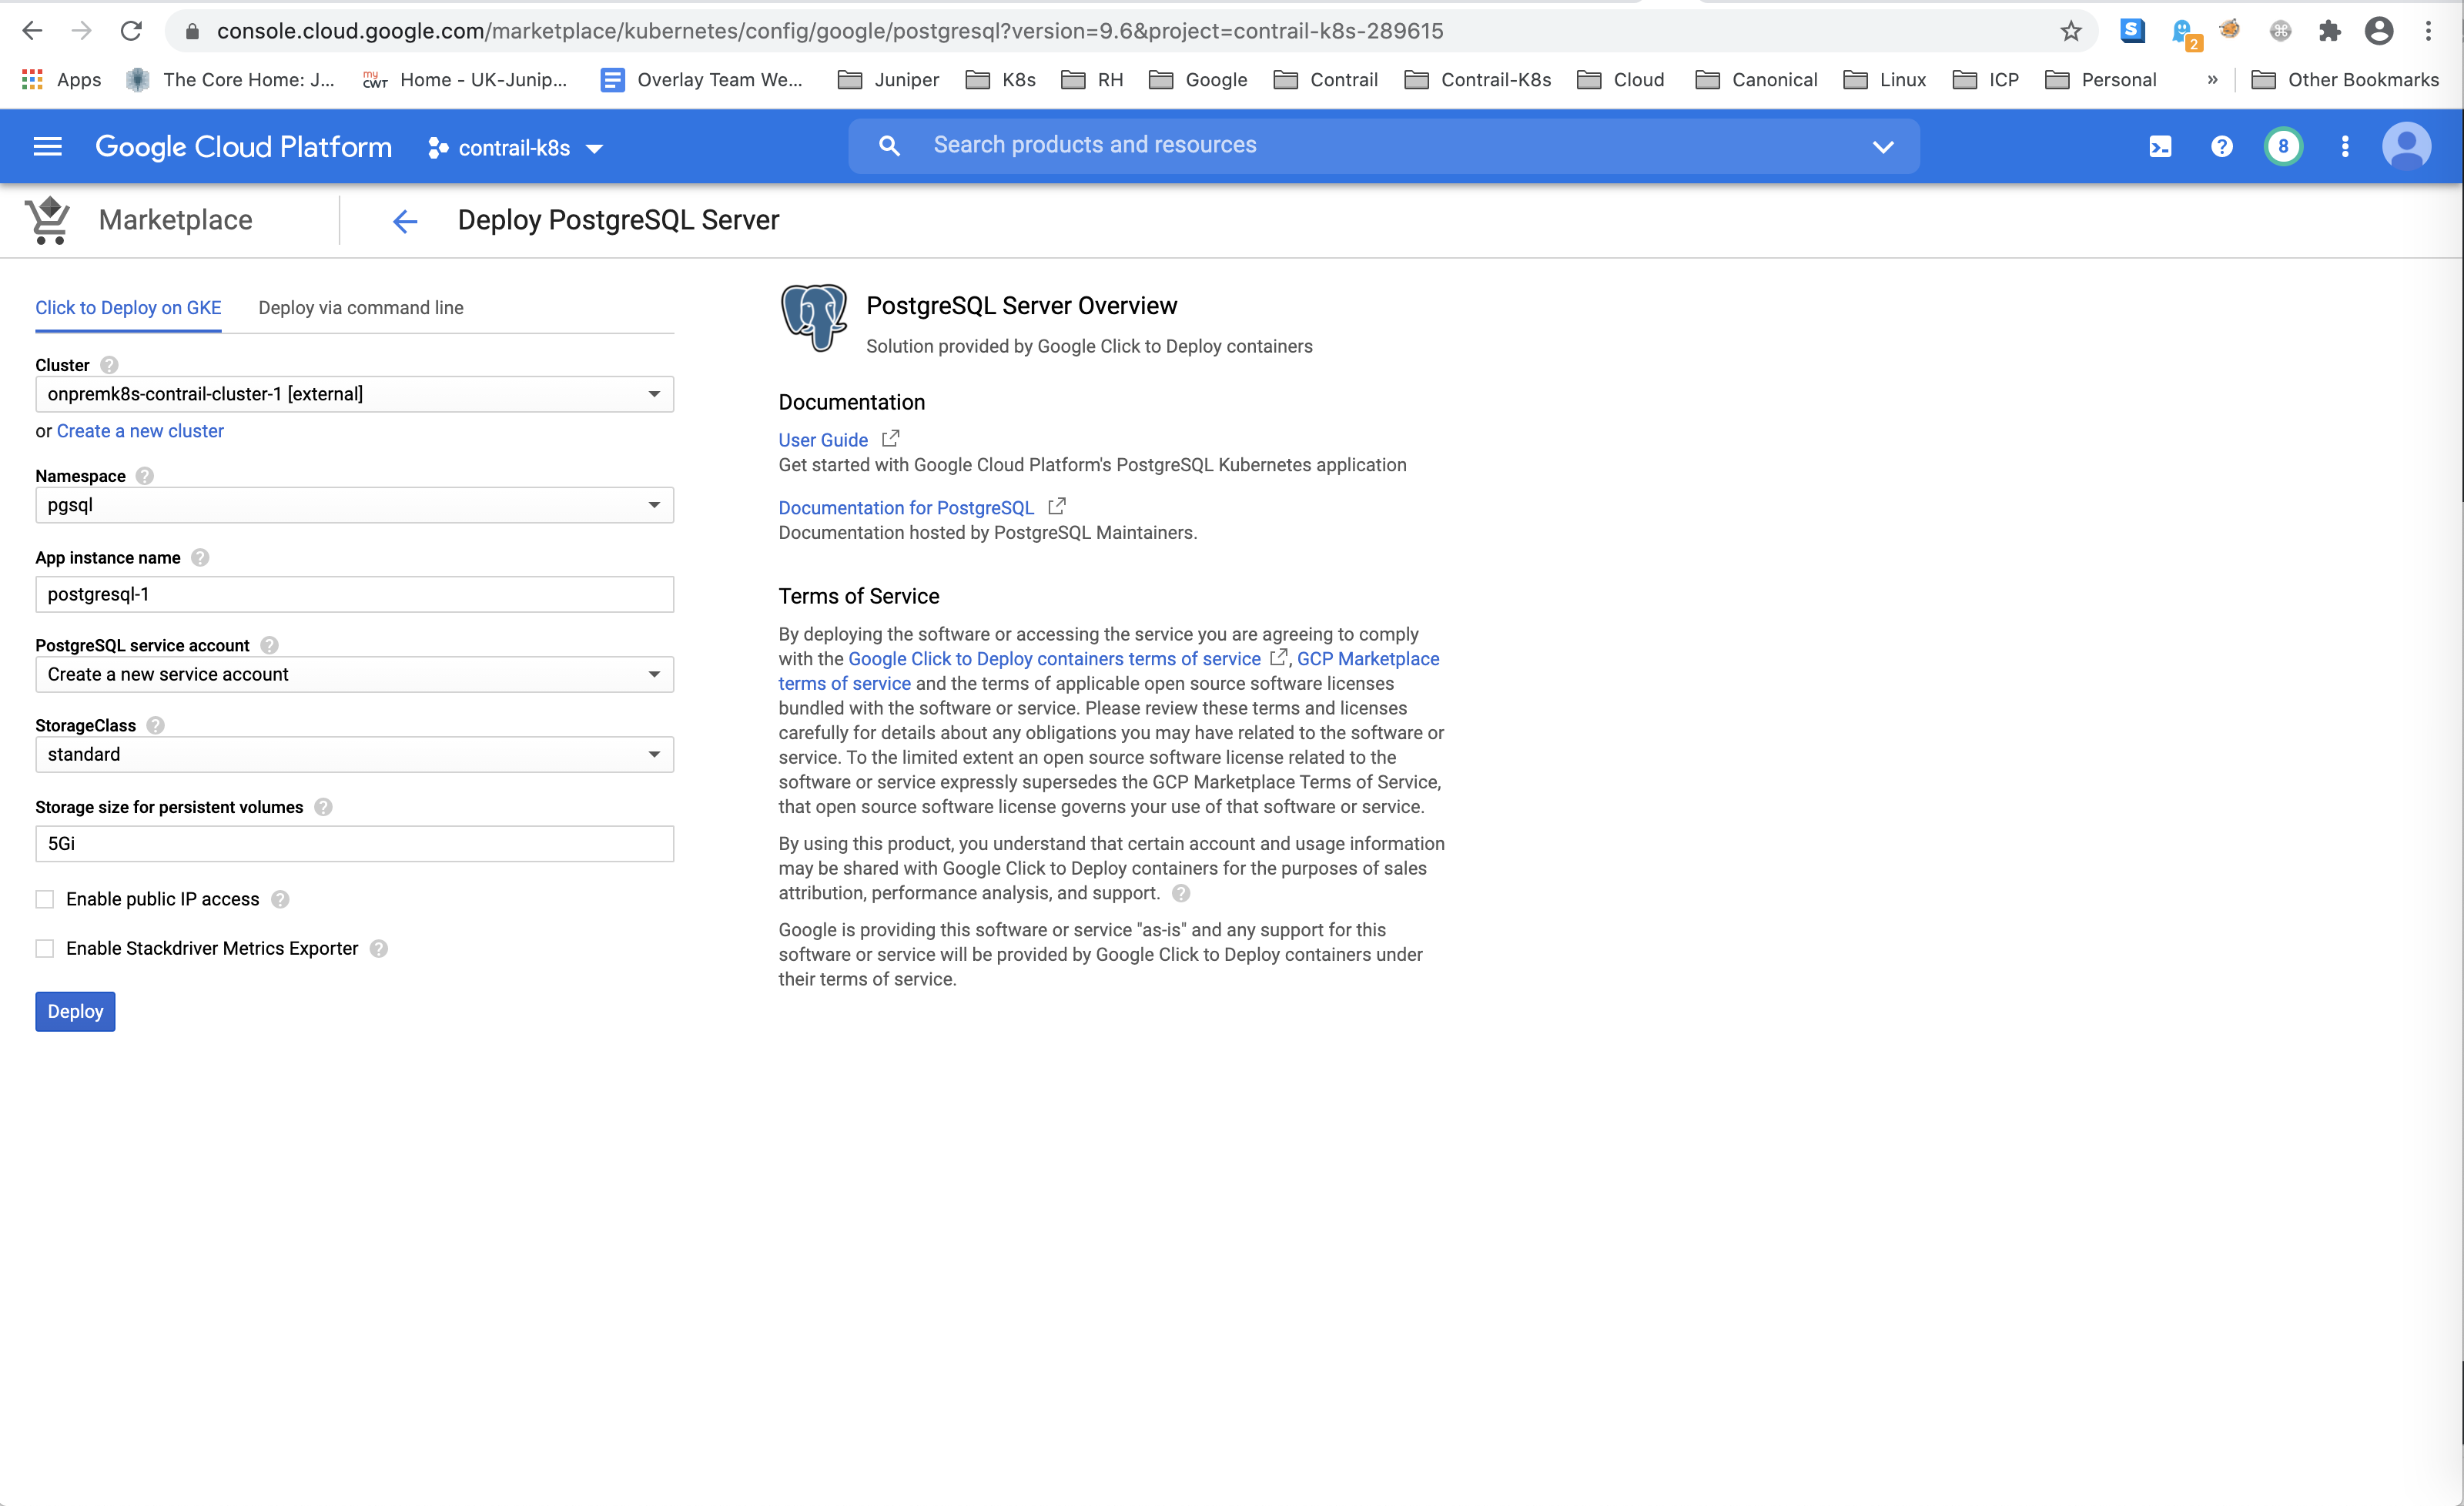 console.cloud.google.com/marketplace/kubernetes/config/google/postgresql?version=9.6&project=contrail-k8s-289615
S
2
Apps
The Core Home: J...
my CWT
Home - UK-Junip...
Overlay Team We...
Juniper
K8s
RH
Google
Contrail
Contrail-K8s
Cloud
Canonical
Linux
ICP
Personal
»
Other Bookmarks
Google Cloud Platform
contrail-k8s
Search products and resources
8
Marketplace
Deploy PostgreSQL Server
Click to Deploy on GKE
Deploy via command line
Cluster
onpremk8s-contrail-cluster-1 [external]
or Create a new cluster
Namespace
pgsql
App instance name
postgresql-1
PostgreSQL service account
Create a new service account
StorageClass
standard
Storage size for persistent volumes
5Gi
Enable public IP access
Enable Stackdriver Metrics Exporter
Deploy
PostgreSQL Server Overview
Solution provided by Google Click to Deploy containers
Documentation
User Guide
Get started with Google Cloud Platform's PostgreSQL Kubernetes application
Documentation for PostgreSQL
Documentation hosted by PostgreSQL Maintainers.
Terms of Service
By deploying the software or accessing the service you are agreeing to comply
with the Google Click to Deploy containers terms of service , GCP Marketplace
terms of service and the terms of applicable open source software licenses
bundled with the software or service. Please review these terms and licenses
carefully for details about any obligations you may have related to the software or
service. To the limited extent an open source software license related to the
software or service expressly supersedes the GCP Marketplace Terms of Service,
that open source software license governs your use of that software or service.
By using this product, you understand that certain account and usage information
may be shared with Google Click to Deploy containers for the purposes of sales
attribution, performance analysis, and support.
Google is providing this software or service "as-is" and any support for this
software or service will be provided by Google Click to Deploy containers under
their terms of service.